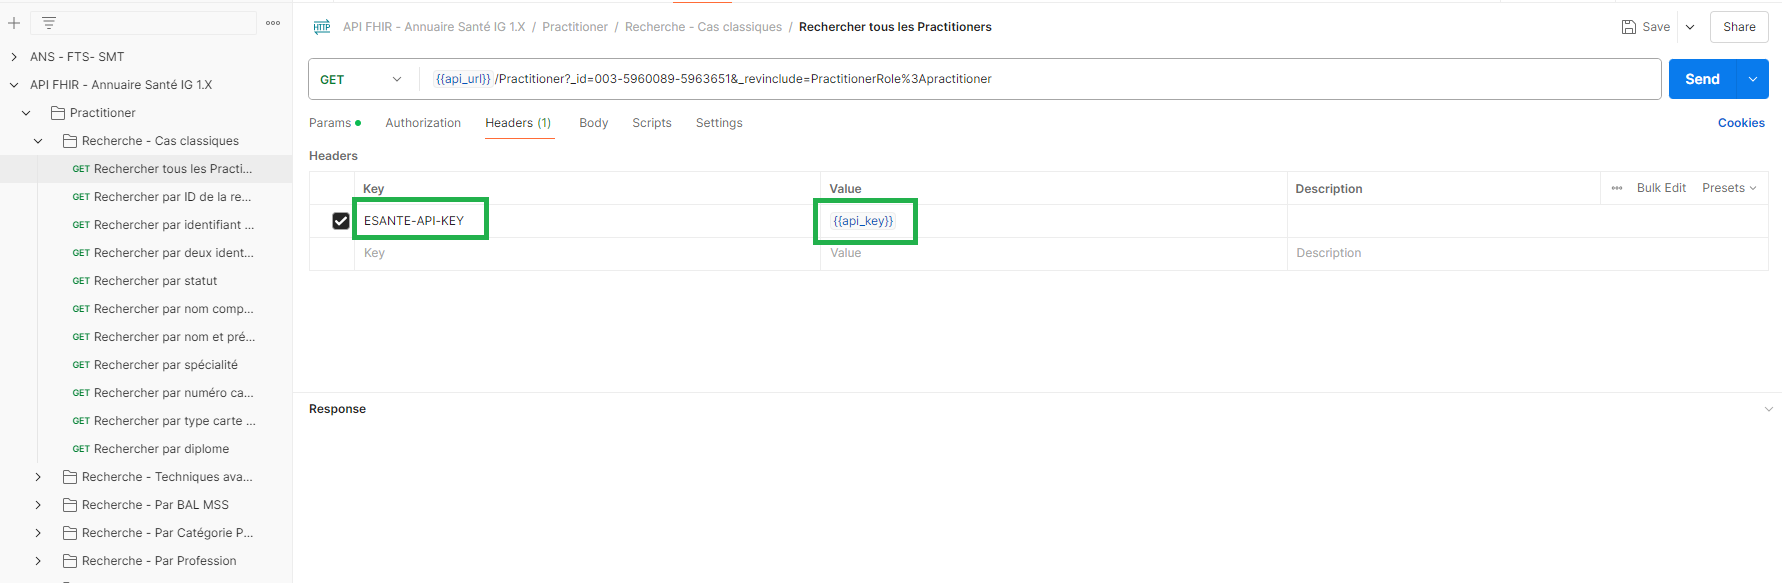 ANS - FTS- SMT
API FHIR - Annuaire Santé IG 1.X
Practitioner
Recherche - Cas classiques
GET Rechercher tous les Practi...
GET Rechercher par ID de la re...
GET Rechercher par identifiant ...
GET Rechercher par deux ident...
GET Rechercher par statut
GET Rechercher par nom comp...
GET Rechercher par nom et pré...
GET Rechercher par spécialité
GET Rechercher par numéro ca...
GET Rechercher par type carte ...
GET Rechercher par diplome
Recherche - Techniques ava...
Recherche - Par BAL MSS
Recherche - Par Catégorie P...
Recherche - Par Profession
HTTP API FHIR - Annuaire Santé IG 1.X / Practitioner / Recherche - Cas classiques / Rechercher tous les Practitioners
Save Share
GET {{api_url}} /Practitioner?_id=003-5960089-5963651&_revinclude=PractitionerRole%3Apractitioner Send
Params Authorization Headers (1) Body Scripts Settings Cookies
Headers
Key Value Description ••• Bulk Edit Presets
ESANTE-API-KEY {{api_key}}
Key Value Description
Response